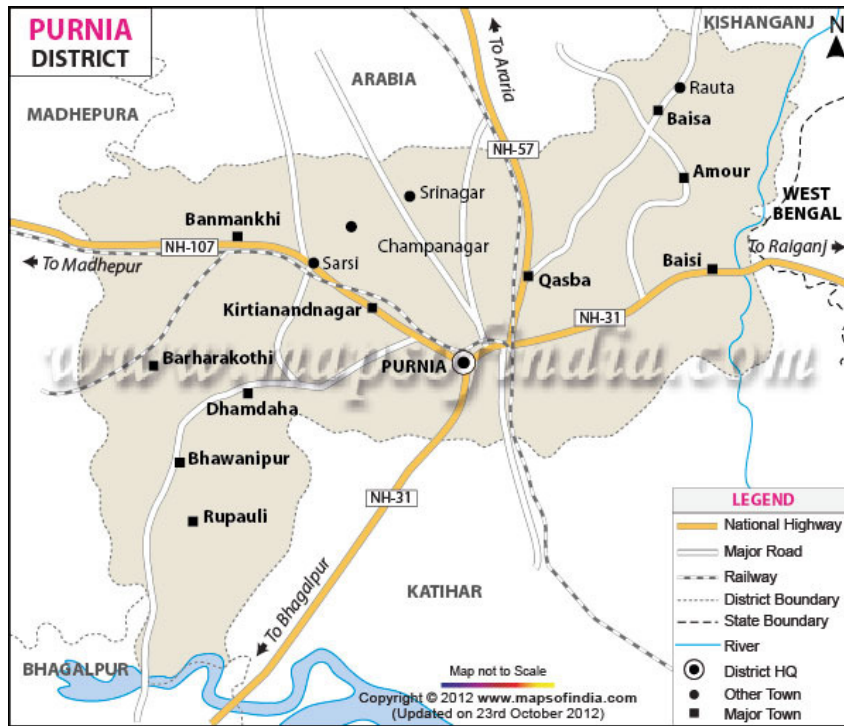 PURNIA
DISTRICT
KISHANGANJ
N
To Araria
ARABIA
MADHEPURA
Rauta
Baisa
NH-57
Amour
Srinagar
WEST
BENGAL
Banmankhi
Champanagar
NH-107
To Raiganj
To Madhepur
Sarsi
Baisi
Qasba
Kirtianandnagar
NH-31
www.mapsofindia.com
Barharakothi
PURNIA
Dhamdaha
Bhawanipur
NH-31
Rupauli
To Bhagalpur
KATIHAR
BHAGALPUR
LEGEND
National Highway
Major Road
Railway
District Boundary
State Boundary
River
District HQ
Other Town
Major Town
Map not to Scale
Copyright © 2012 www.mapsofindia.com
(Updated on 23rd October 2012)